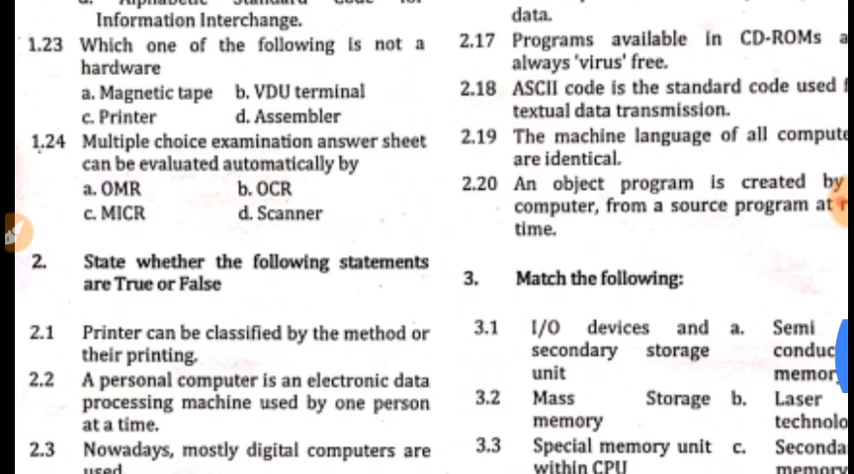 Information Interchange.
1.23 Which one of the following is not a
hardware
a. Magnetic tape b. VDU terminal
c. Printer d. Assembler
1.24 Multiple choice examination answer sheet
can be evaluated automatically by
a. OMR b. OCR
c. MICR d. Scanner
2. State whether the following statements
are True or False
2.1 Printer can be classified by the method or
their printing.
2.2 A personal computer is an electronic data
processing machine used by one person
at a time.
2.3 Nowadays, mostly digital computers are
used
data.
2.17 Programs available in CD-ROMs a
always 'virus' free.
2.18 ASCII code is the standard code used f
textual data transmission.
2.19 The machine language of all compute
are identical.
2.20 An object program is created by
computer, from a source program at r
time.
3. Match the following:
3.1 I/O devices and a. Semi
secondary storage conduc
unit memory
3.2 Mass Storage b. Laser
memory technolo
3.3 Special memory unit c. Seconda
within CPU memory